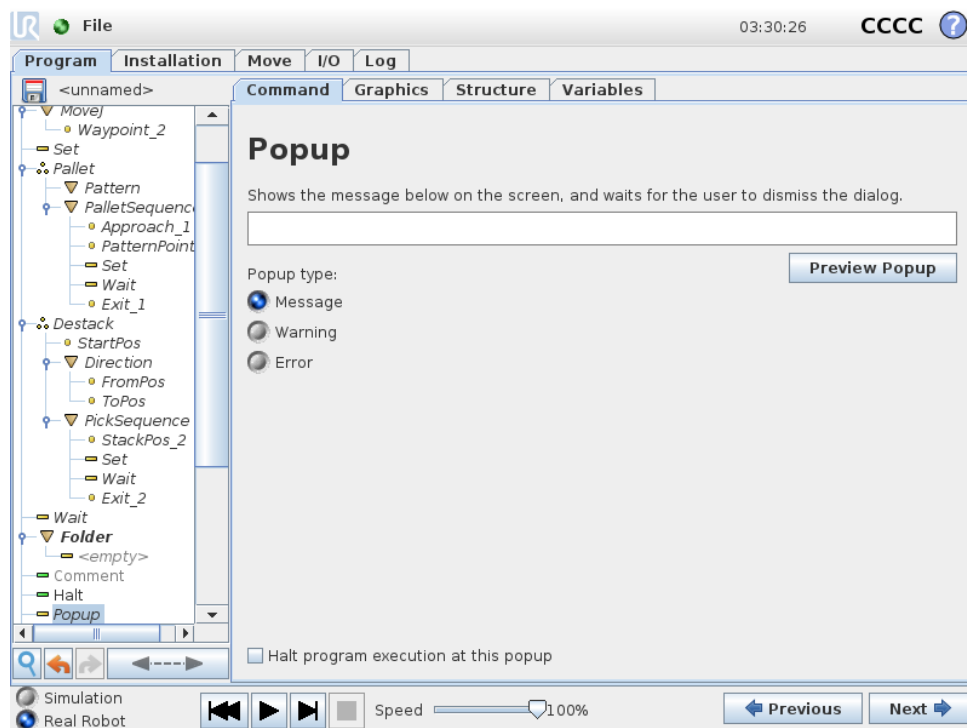 UR File 03:30:26 CCCC ?
Program Installation Move I/O Log
<unnamed>
Command Graphics Structure Variables
MoveJ
Waypoint_2
Set
Pallet
Pattern
PalletSequenc
Approach_1
PatternPoint
Set
Wait
Exit_1
Destack
StartPos
Direction
FromPos
ToPos
PickSequence
StackPos_2
Set
Wait
Exit_2
Wait
Folder
<empty>
Comment
Halt
Popup
Popup
Shows the message below on the screen, and waits for the user to dismiss the dialog.
Preview Popup
Popup type:
Message
Warning
Error
Halt program execution at this popup
Simulation
Real Robot
Speed 100%
Previous Next